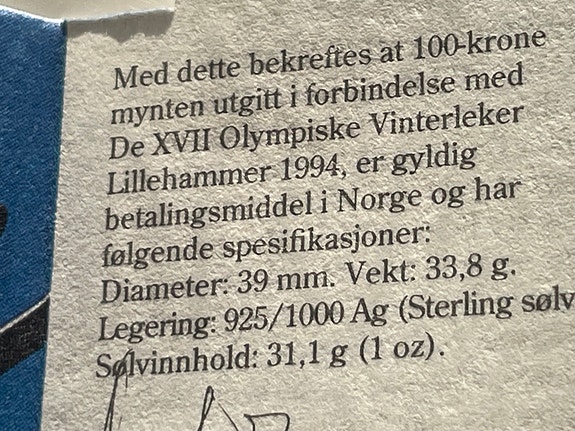 Med dette bekreftes at 100-krone
mynten utgitt i forbindelse med
De XVII Olympiske Vinterleker
Lillehammer 1994, er gyldig
betalingsmiddel i Norge og har
følgende spesifikasjoner:
Diameter: 39 mm. Vekt: 33,8 g.
Legering: 925/1000 Ag (Sterling sølv
Sølvinnhold: 31,1 g (1 oz).